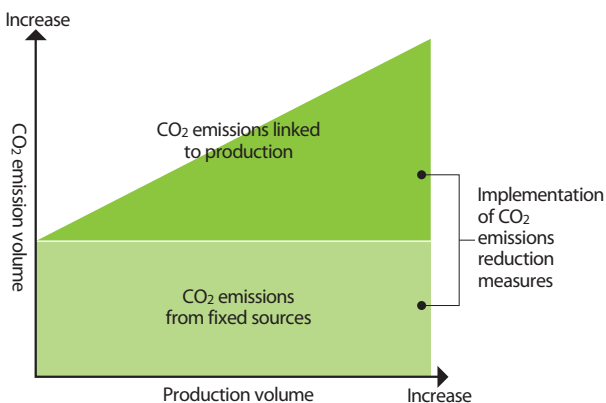 Increase
CO2 emission volume
CO2 emissions linked
to production
Implementation
of CO2
emissions
reduction
measures
CO2 emissions
from fixed sources
Production volume
Increase